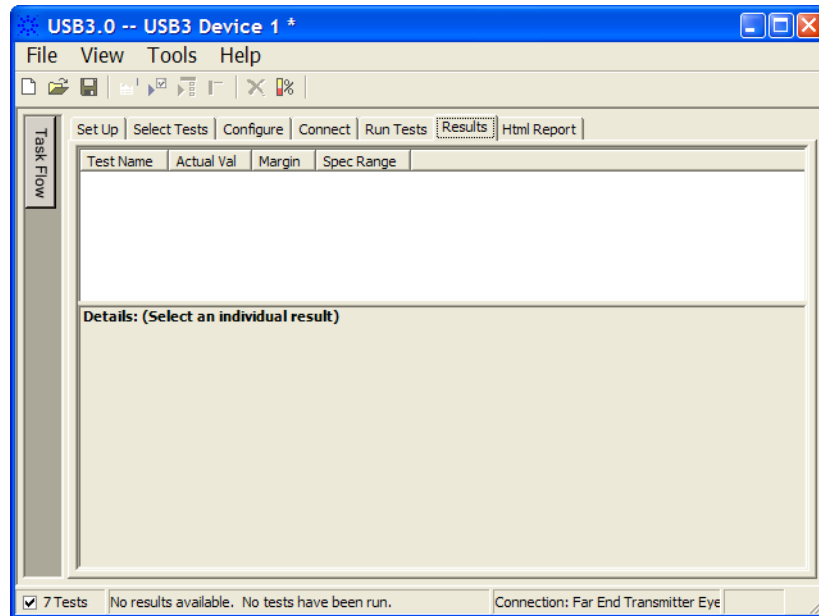 USB3.0 -- USB3 Device 1 *
File View Tools Help
Task Flow
Set Up Select Tests Configure Connect Run Tests Results Html Report
Test Name Actual Val Margin Spec Range
Details: (Select an individual result)
7 Tests No results available. No tests have been run. Connection: Far End Transmitter Eye